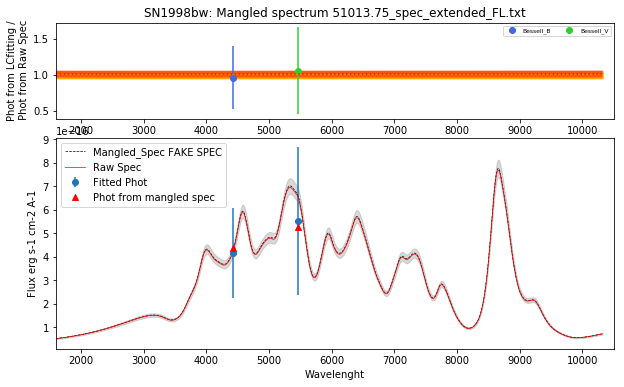 SN1998bw: Mangled spectrum 51013.75_spec_extended_FL.txt
Phot from LCfitting /
Phot from Raw Spec
1.5
1.0
0.5
Bessell_B
Bessell_V
2000 3000 4000 5000 6000 7000 8000 9000 10000
1e−16
Flux erg s-1 cm-2 A-1
9
8
7
6
5
4
3
2
1
Mangled_Spec FAKE SPEC
Raw Spec
Fitted Phot
Phot from mangled spec
2000 3000 4000 5000 6000 7000 8000 9000 10000
Wavelenght